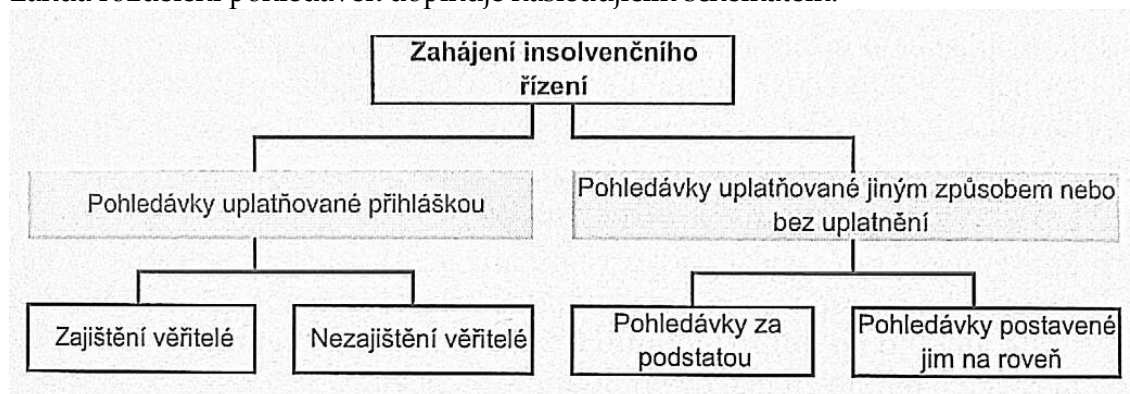 Zahájení insolvenčního
řízení
Pohledávky uplatňované přihláškou
Pohledávky uplatňované jiným způsobem nebo
bez uplatnění
Zajištění věřitelé
Nezajištění věřitelé
Pohledávky za
podstatou
Pohledávky postavené
jim na roveň